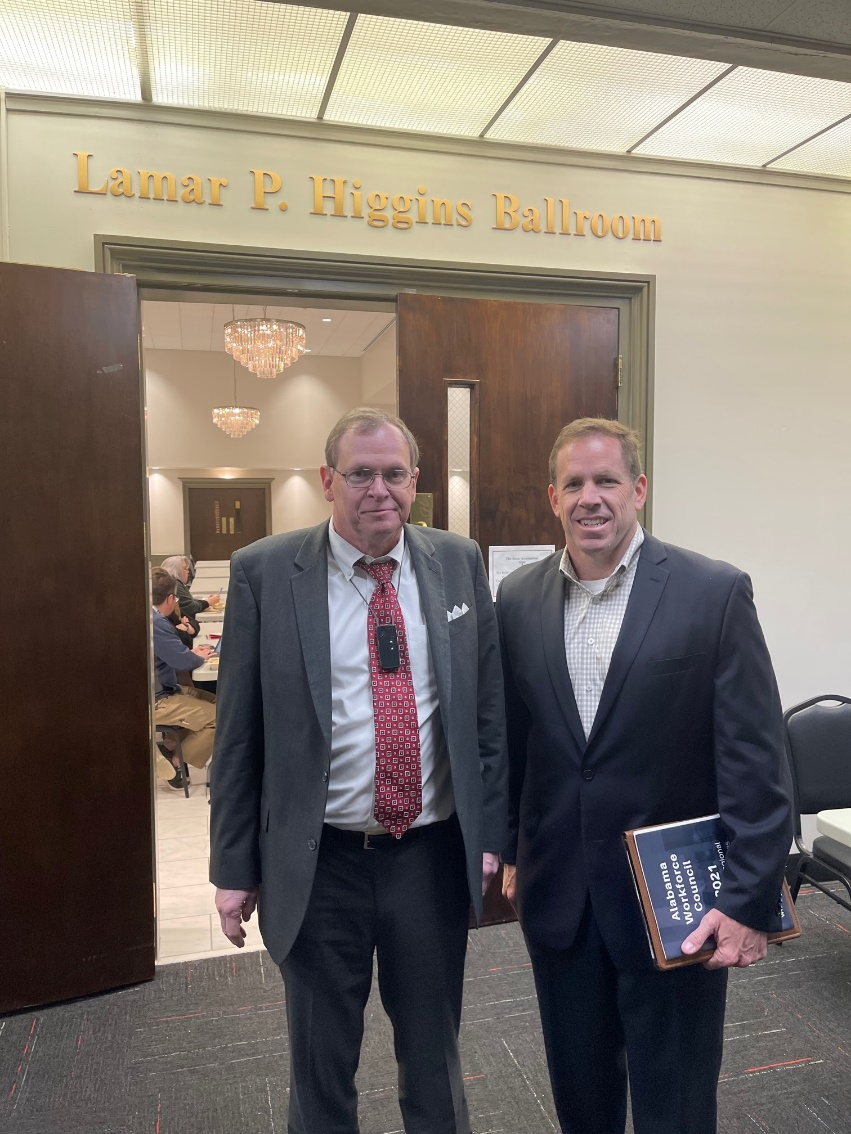 Lamar P. Higgins Ballroom
Alabama
Workforce
Council
2021